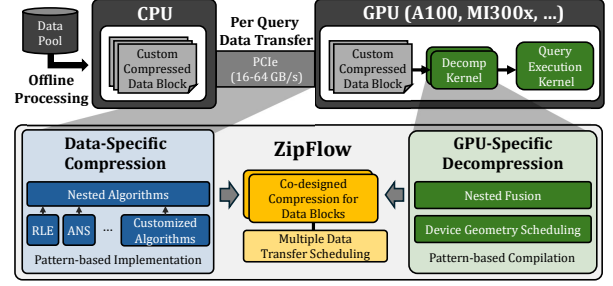 Data
Pool
Offline
Processing
CPU
Custom
Compressed
Data Block
Per Query
Data Transfer
PCIe
(16-64 GB/s)
GPU (A100, MI300x, ...)
Custom
Compressed
Data Block
Decomp
Kernel
Query
Execution
Kernel
Data-Specific
Compression
Nested Algorithms
RLE
ANS
...
Customized
Algorithms
Pattern-based Implementation
ZipFlow
Co-designed
Compression for
Data Blocks
Multiple Data
Transfer Scheduling
GPU-Specific
Decompression
Nested Fusion
Device Geometry Scheduling
Pattern-based Compilation